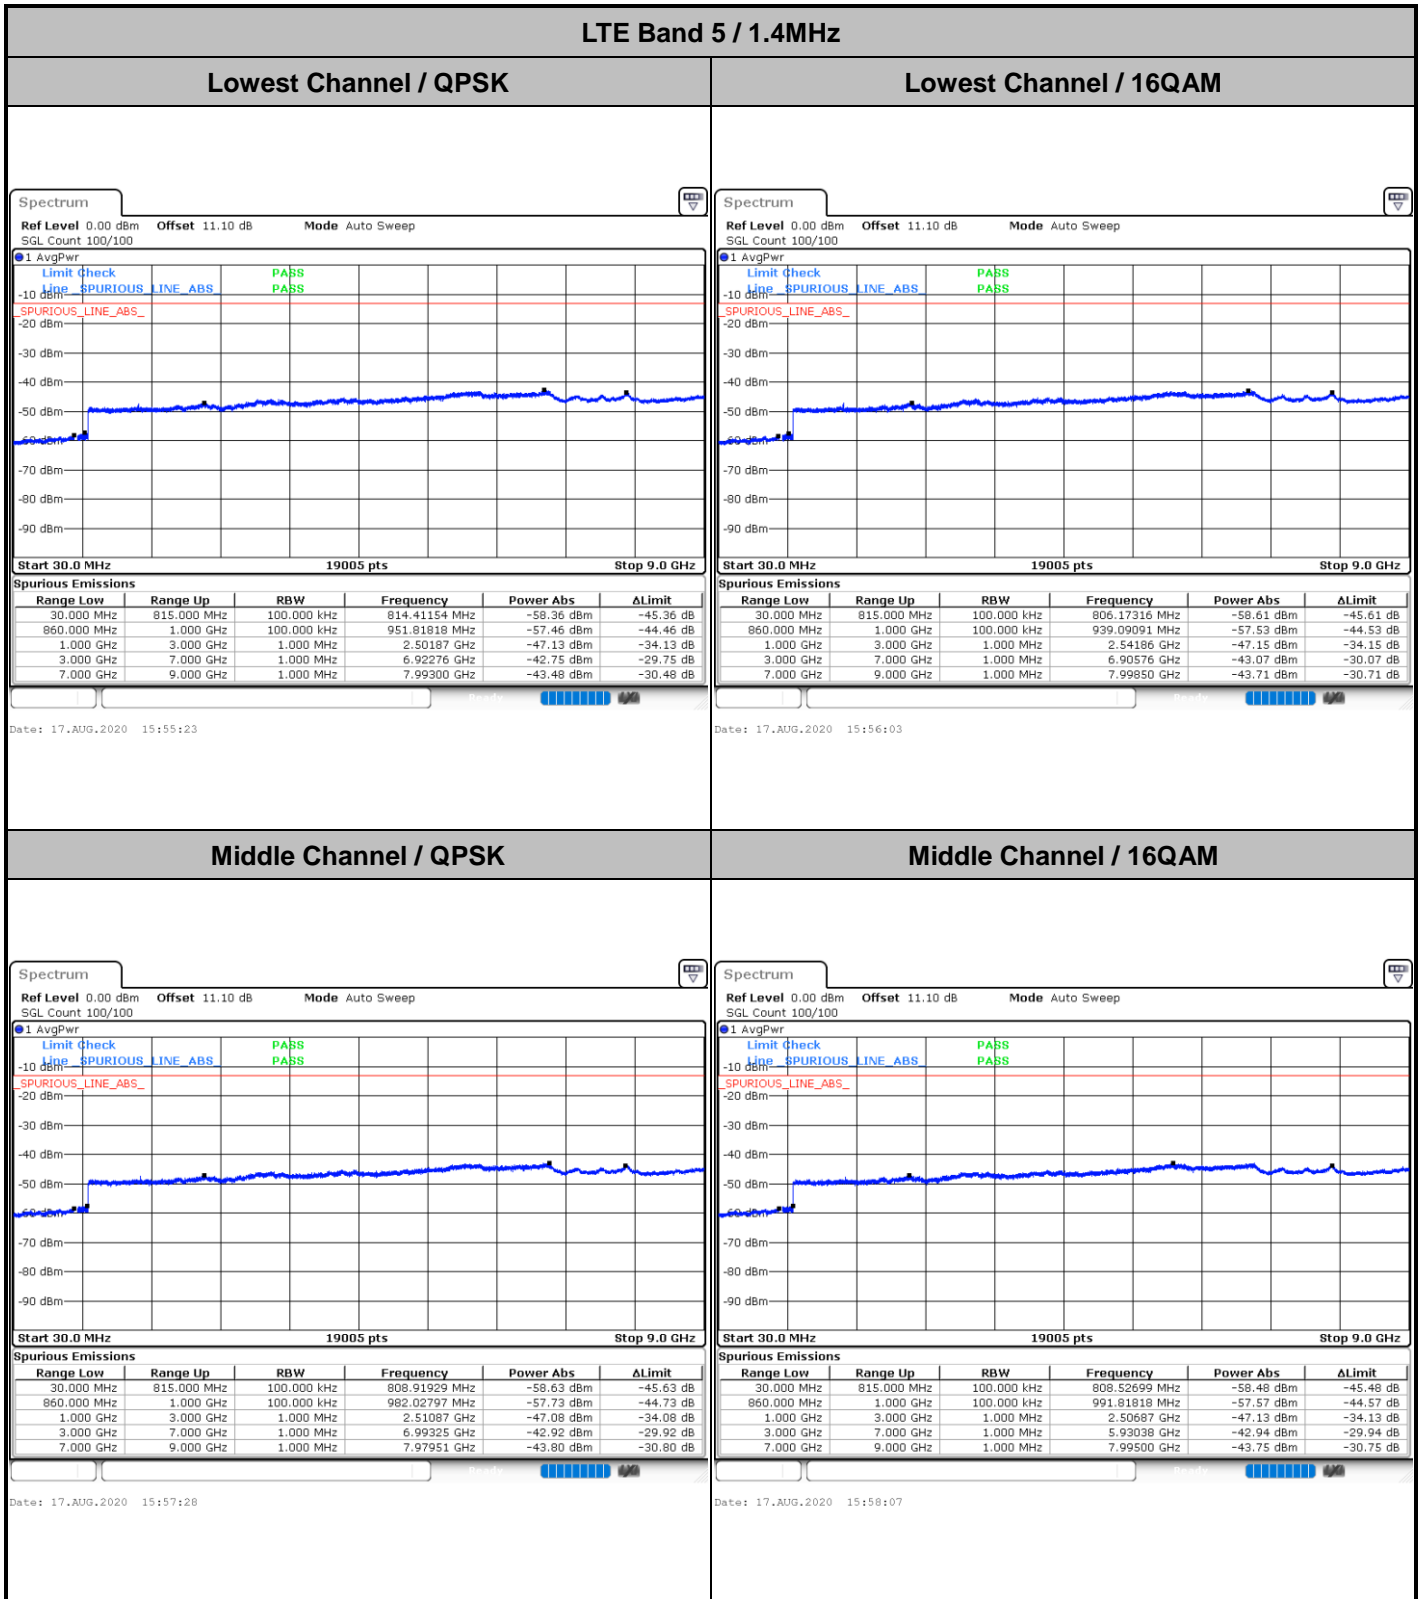 LTE Band 5 / 1.4MHz
Lowest Channel / QPSK
Lowest Channel / 16QAM
Spectrum
Ref Level 0.00 dBm Offset 11.10 dB Mode Auto Sweep
SGL Count 100/100
1 AvgPwr
Limit Check PASS
Line _SPURIOUS_LINE_ABS_ PASS
-10 dBm
_SPURIOUS_LINE_ABS_
-20 dBm
-30 dBm
-40 dBm
-50 dBm
-60 dBm
-70 dBm
-80 dBm
-90 dBm
Start 30.0 MHz 19005 pts Stop 9.0 GHz
Spurious Emissions
Range Low Range Up RBW Frequency Power Abs ΔLimit
30.000 MHz 815.000 MHz 100.000 kHz 814.41154 MHz -58.36 dBm -45.36 dB
860.000 MHz 1.000 GHz 100.000 kHz 951.81818 MHz -57.46 dBm -44.46 dB
1.000 GHz 3.000 GHz 1.000 MHz 2.50187 GHz -47.13 dBm -34.13 dB
3.000 GHz 7.000 GHz 1.000 MHz 6.92276 GHz -42.75 dBm -29.75 dB
7.000 GHz 9.000 GHz 1.000 MHz 7.99300 GHz -43.48 dBm -30.48 dB
Ready
Date: 17.AUG.2020 15:55:23
Spectrum
Ref Level 0.00 dBm Offset 11.10 dB Mode Auto Sweep
SGL Count 100/100
1 AvgPwr
Limit Check PASS
Line _SPURIOUS_LINE_ABS_ PASS
-10 dBm
_SPURIOUS_LINE_ABS_
-20 dBm
-30 dBm
-40 dBm
-50 dBm
-60 dBm
-70 dBm
-80 dBm
-90 dBm
Start 30.0 MHz 19005 pts Stop 9.0 GHz
Spurious Emissions
Range Low Range Up RBW Frequency Power Abs ΔLimit
30.000 MHz 815.000 MHz 100.000 kHz 806.17316 MHz -58.61 dBm -45.61 dB
860.000 MHz 1.000 GHz 100.000 kHz 939.09091 MHz -57.53 dBm -44.53 dB
1.000 GHz 3.000 GHz 1.000 MHz 2.54186 GHz -47.15 dBm -34.15 dB
3.000 GHz 7.000 GHz 1.000 MHz 6.90576 GHz -43.07 dBm -30.07 dB
7.000 GHz 9.000 GHz 1.000 MHz 7.99850 GHz -43.71 dBm -30.71 dB
Ready
Date: 17.AUG.2020 15:56:03
Middle Channel / QPSK
Middle Channel / 16QAM
Spectrum
Ref Level 0.00 dBm Offset 11.10 dB Mode Auto Sweep
SGL Count 100/100
1 AvgPwr
Limit Check PASS
Line _SPURIOUS_LINE_ABS_ PASS
-10 dBm
_SPURIOUS_LINE_ABS_
-20 dBm
-30 dBm
-40 dBm
-50 dBm
-60 dBm
-70 dBm
-80 dBm
-90 dBm
Start 30.0 MHz 19005 pts Stop 9.0 GHz
Spurious Emissions
Range Low Range Up RBW Frequency Power Abs ΔLimit
30.000 MHz 815.000 MHz 100.000 kHz 808.91929 MHz -58.63 dBm -45.63 dB
860.000 MHz 1.000 GHz 100.000 kHz 982.02797 MHz -57.73 dBm -44.73 dB
1.000 GHz 3.000 GHz 1.000 MHz 2.51087 GHz -47.08 dBm -34.08 dB
3.000 GHz 7.000 GHz 1.000 MHz 6.99325 GHz -42.92 dBm -29.92 dB
7.000 GHz 9.000 GHz 1.000 MHz 7.97951 GHz -43.80 dBm -30.80 dB
Ready
Date: 17.AUG.2020 15:57:28
Spectrum
Ref Level 0.00 dBm Offset 11.10 dB Mode Auto Sweep
SGL Count 100/100
1 AvgPwr
Limit Check PASS
Line _SPURIOUS_LINE_ABS_ PASS
-10 dBm
_SPURIOUS_LINE_ABS_
-20 dBm
-30 dBm
-40 dBm
-50 dBm
-60 dBm
-70 dBm
-80 dBm
-90 dBm
Start 30.0 MHz 19005 pts Stop 9.0 GHz
Spurious Emissions
Range Low Range Up RBW Frequency Power Abs ΔLimit
30.000 MHz 815.000 MHz 100.000 kHz 808.52699 MHz -58.48 dBm -45.48 dB
860.000 MHz 1.000 GHz 100.000 kHz 991.81818 MHz -57.57 dBm -44.57 dB
1.000 GHz 3.000 GHz 1.000 MHz 2.50687 GHz -47.13 dBm -34.13 dB
3.000 GHz 7.000 GHz 1.000 MHz 5.93038 GHz -42.94 dBm -29.94 dB
7.000 GHz 9.000 GHz 1.000 MHz 7.99500 GHz -43.75 dBm -30.75 dB
Ready
Date: 17.AUG.2020 15:58:07